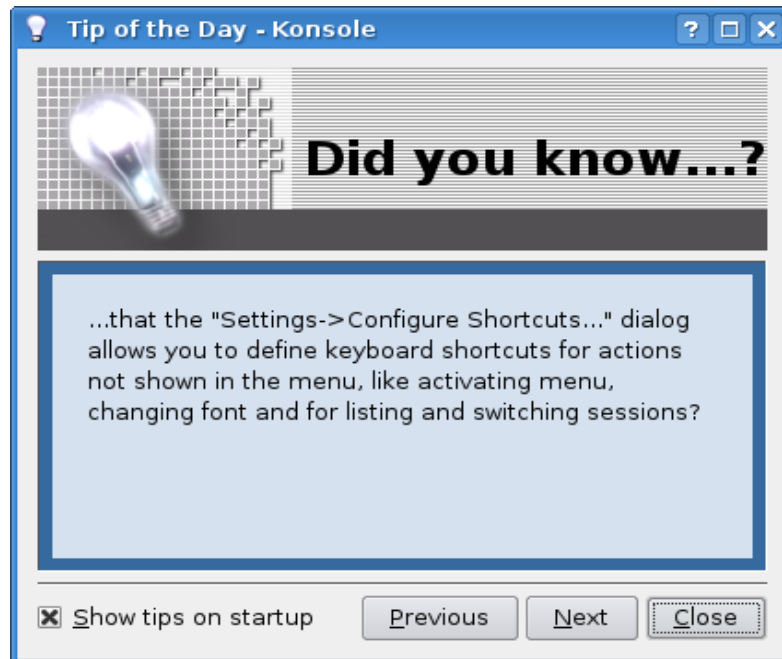 Tip of the Day - Konsole
Did you know...?
...that the "Settings->Configure Shortcuts..." dialog
allows you to define keyboard shortcuts for actions
not shown in the menu, like activating menu,
changing font and for listing and switching sessions?
Show tips on startup Previous Next Close